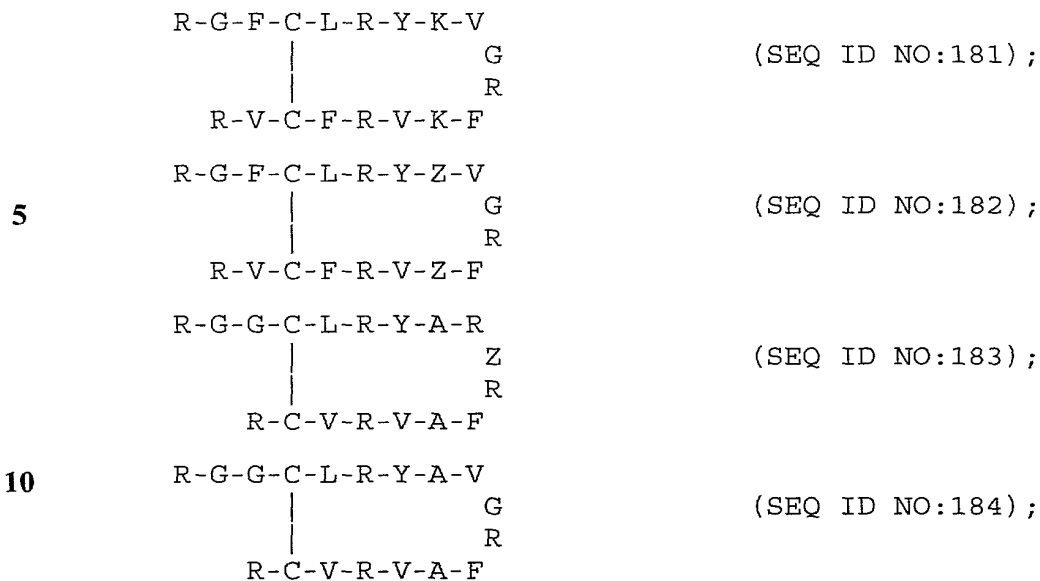 R-G-F-C-L-R-Y-K-V
G (SEQ ID NO:181);
R
R-V-C-F-R-V-K-F
R-G-F-C-L-R-Y-Z-V
5 G (SEQ ID NO:182);
R
R-V-C-F-R-V-Z-F
R-G-G-C-L-R-Y-A-R
Z (SEQ ID NO:183);
R
R-C-V-R-V-A-F
10 R-G-G-C-L-R-Y-A-V
G (SEQ ID NO:184);
R
R-C-V-R-V-A-F